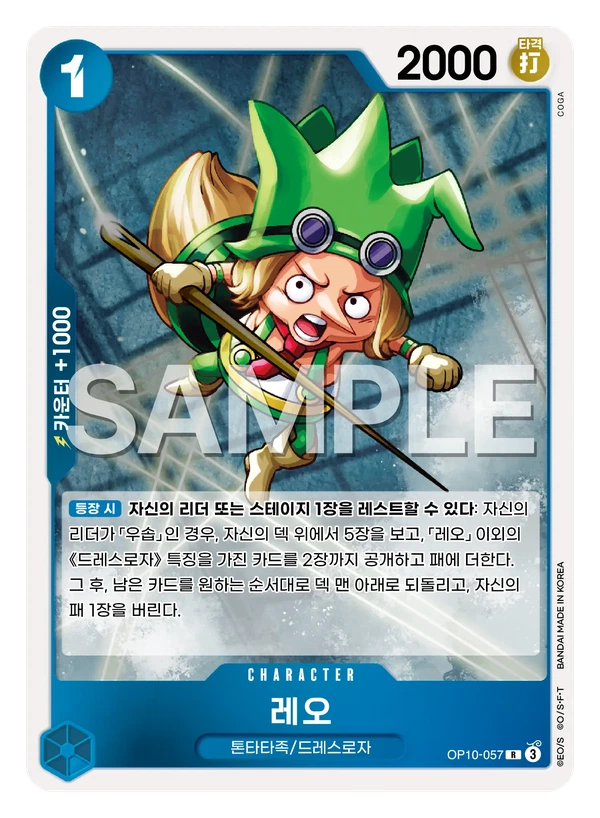 1
2000
타격
打
COGA
카운터 +1000
SAMPLE
등장 시 자신의 리더 또는 스테이지 1장을 레스트할 수 있다: 자신의
리더가 「우솝」인 경우, 자신의 덱 위에서 5장을 보고, 「레오」 이외의
《드레스로자》 특징을 가진 카드를 2장까지 공개하고 패에 더한다.
그 후, 남은 카드를 원하는 순서대로 덱 맨 아래로 되돌리고, 자신의
패 1장을 버린다.
CHARACTER
레오
톤타타족/드레스로자
OP10-057 R 3
©EO/S ©O/S·F·T BANDAI MADE IN KOREA